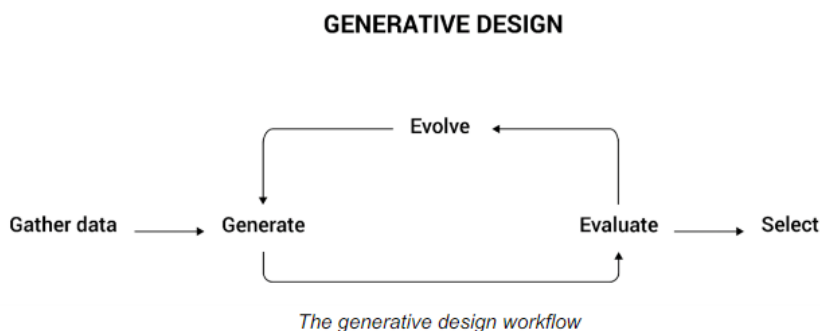 GENERATIVE DESIGN
Evolve
Gather data
Generate
Evaluate
Select
The generative design workflow